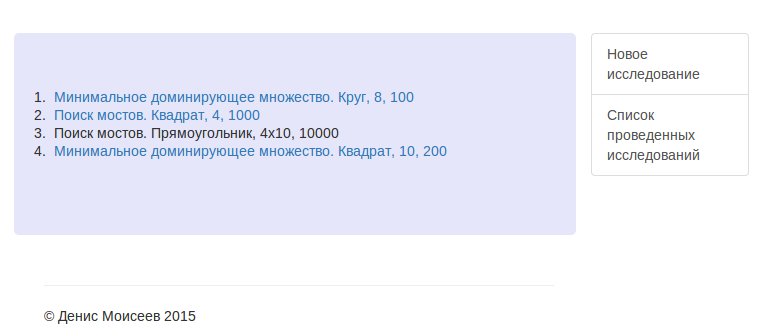 1. Минимальное доминирующее множество. Круг, 8, 100
2. Поиск мостов. Квадрат, 4, 1000
3. Поиск мостов. Прямоугольник, 4x10, 10000
4. Минимальное доминирующее множество. Квадрат, 10, 200
Новое
исследование
Список
проведенных
исследований
© Денис Моисеев 2015